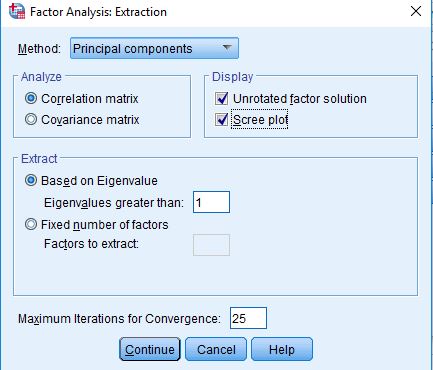 Factor Analysis: Extraction
Method: Principal components
Analyze
Correlation matrix
Covariance matrix
Display
Unrotated factor solution
Scree plot
Extract
Based on Eigenvalue
Eigenvalues greater than: 1
Fixed number of factors
Factors to extract:
Maximum Iterations for Convergence: 25
Continue Cancel Help